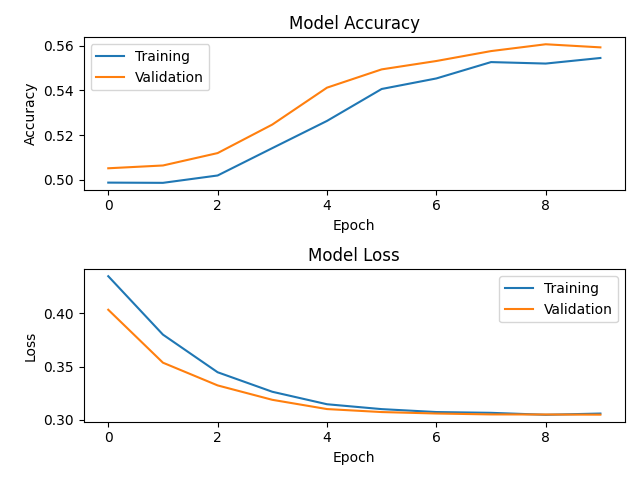 Model Accuracy
Training
Validation
0.56
0.54
0.52
0.50
Accuracy
0 2 4 6 8
Epoch
Model Loss
Training
Validation
0.40
0.35
0.30
Loss
0 2 4 6 8
Epoch